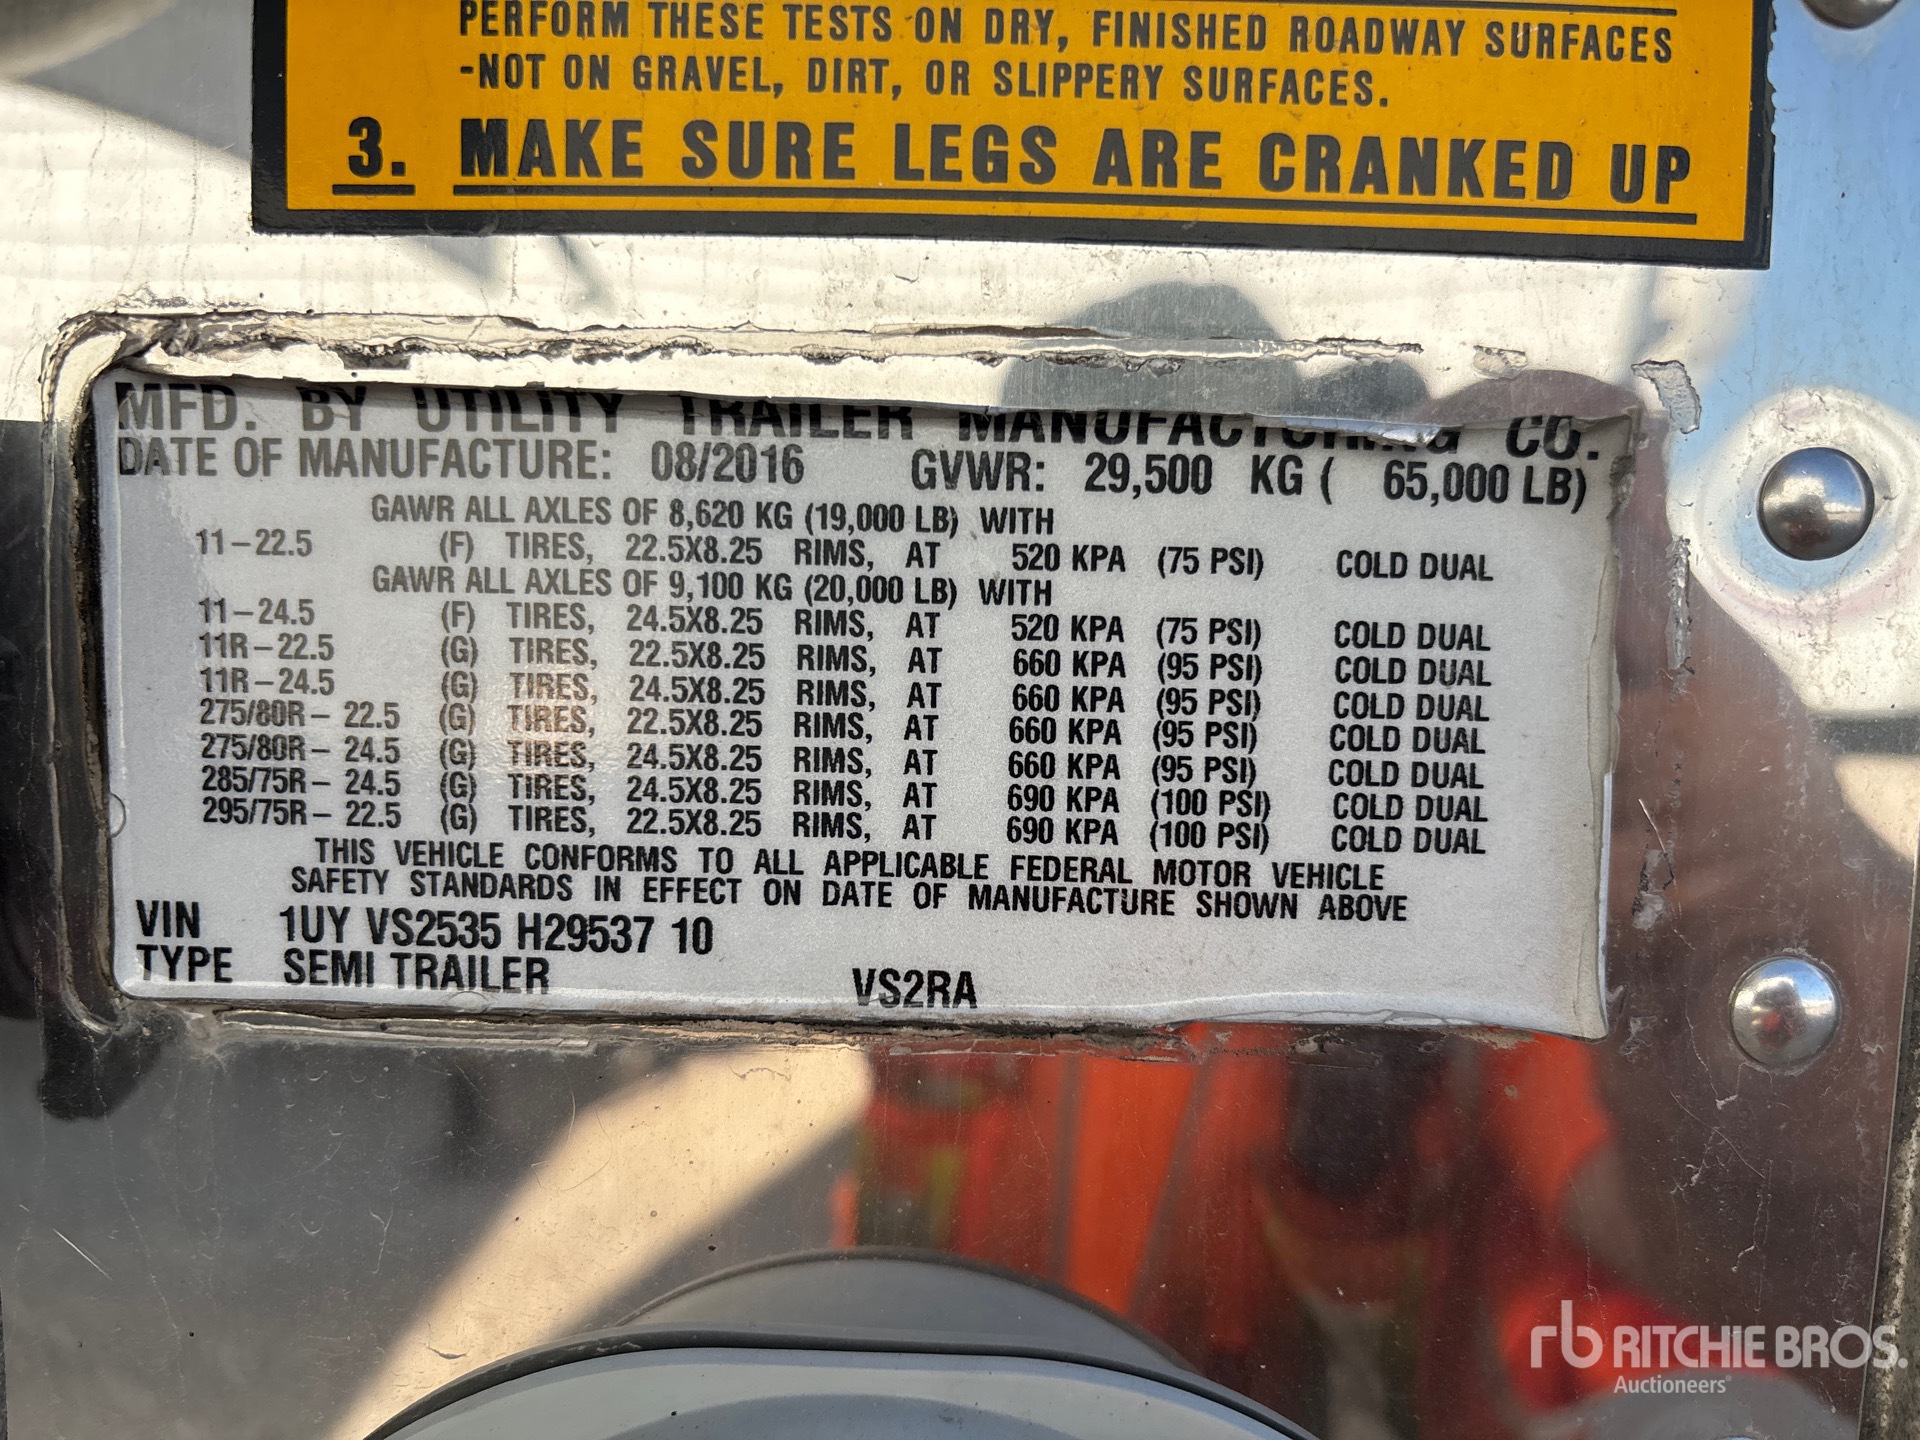 PERFORM THESE TESTS ON DRY, FINISHED ROADWAY SURFACES
-NOT ON GRAVEL, DIRT, OR SLIPPERY SURFACES.
3. MAKE SURE LEGS ARE CRANKED UP
MFD. BY UTILITY TRAILER MANUFACTURING CO.
DATE OF MANUFACTURE: 08/2016 GVWR: 29,500 KG ( 65,000 LB)
GAWR ALL AXLES OF 8,620 KG (19,000 LB) WITH
11-22.5 (F) TIRES, 22.5X8.25 RIMS, AT 520 KPA (75 PSI) COLD DUAL
GAWR ALL AXLES OF 9,100 KG (20,000 LB) WITH
11-24.5 (F) TIRES, 24.5X8.25 RIMS, AT 520 KPA (75 PSI) COLD DUAL
11R-22.5 (G) TIRES, 22.5X8.25 RIMS, AT 660 KPA (95 PSI) COLD DUAL
11R-24.5 (G) TIRES, 24.5X8.25 RIMS, AT 660 KPA (95 PSI) COLD DUAL
275/80R- 22.5 (G) TIRES, 22.5X8.25 RIMS, AT 660 KPA (95 PSI) COLD DUAL
275/80R- 24.5 (G) TIRES, 24.5X8.25 RIMS, AT 660 KPA (95 PSI) COLD DUAL
285/75R- 24.5 (G) TIRES, 24.5X8.25 RIMS, AT 690 KPA (100 PSI) COLD DUAL
295/75R- 22.5 (G) TIRES, 22.5X8.25 RIMS, AT 690 KPA (100 PSI) COLD DUAL
THIS VEHICLE CONFORMS TO ALL APPLICABLE FEDERAL MOTOR VEHICLE
SAFETY STANDARDS IN EFFECT ON DATE OF MANUFACTURE SHOWN ABOVE
VIN 1UY VS2535 H29537 10
TYPE SEMI TRAILER VS2RA
rb RITCHIE BROS.
Auctioneers